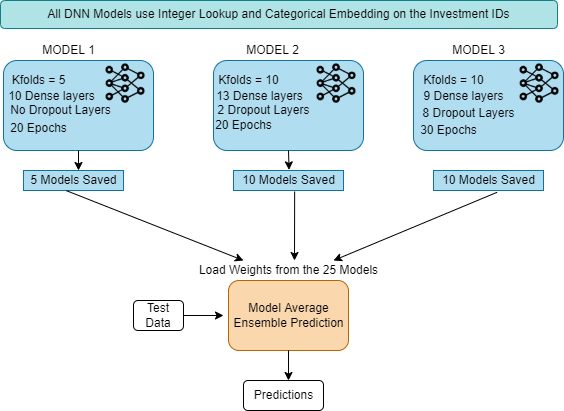 All DNN Models use Integer Lookup and Categorical Embedding on the Investment IDs
MODEL 1
Kfolds = 5
10 Dense layers
No Dropout Layers
20 Epochs
5 Models Saved
MODEL 2
Kfolds = 10
13 Dense layers
2 Dropout Layers
20 Epochs
10 Models Saved
MODEL 3
Kfolds = 10
9 Dense layers
8 Dropout Layers
30 Epochs
10 Models Saved
Load Weights from the 25 Models
Test
Data
Model Average
Ensemble Prediction
Predictions